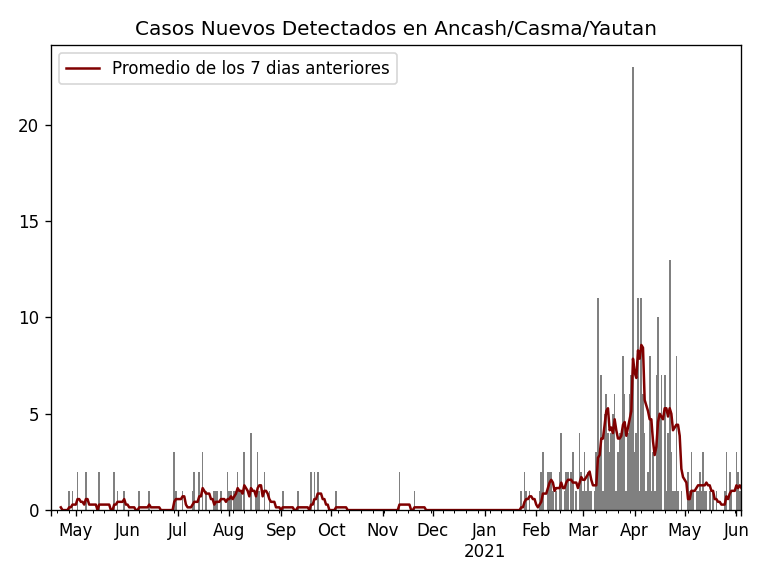 Casos Nuevos Detectados en Ancash/Casma/Yautan
Promedio de los 7 dias anteriores
20
15
10
5
0
May Jun Jul Aug Sep Oct Nov Dec Jan Feb Mar Apr May Jun
2021